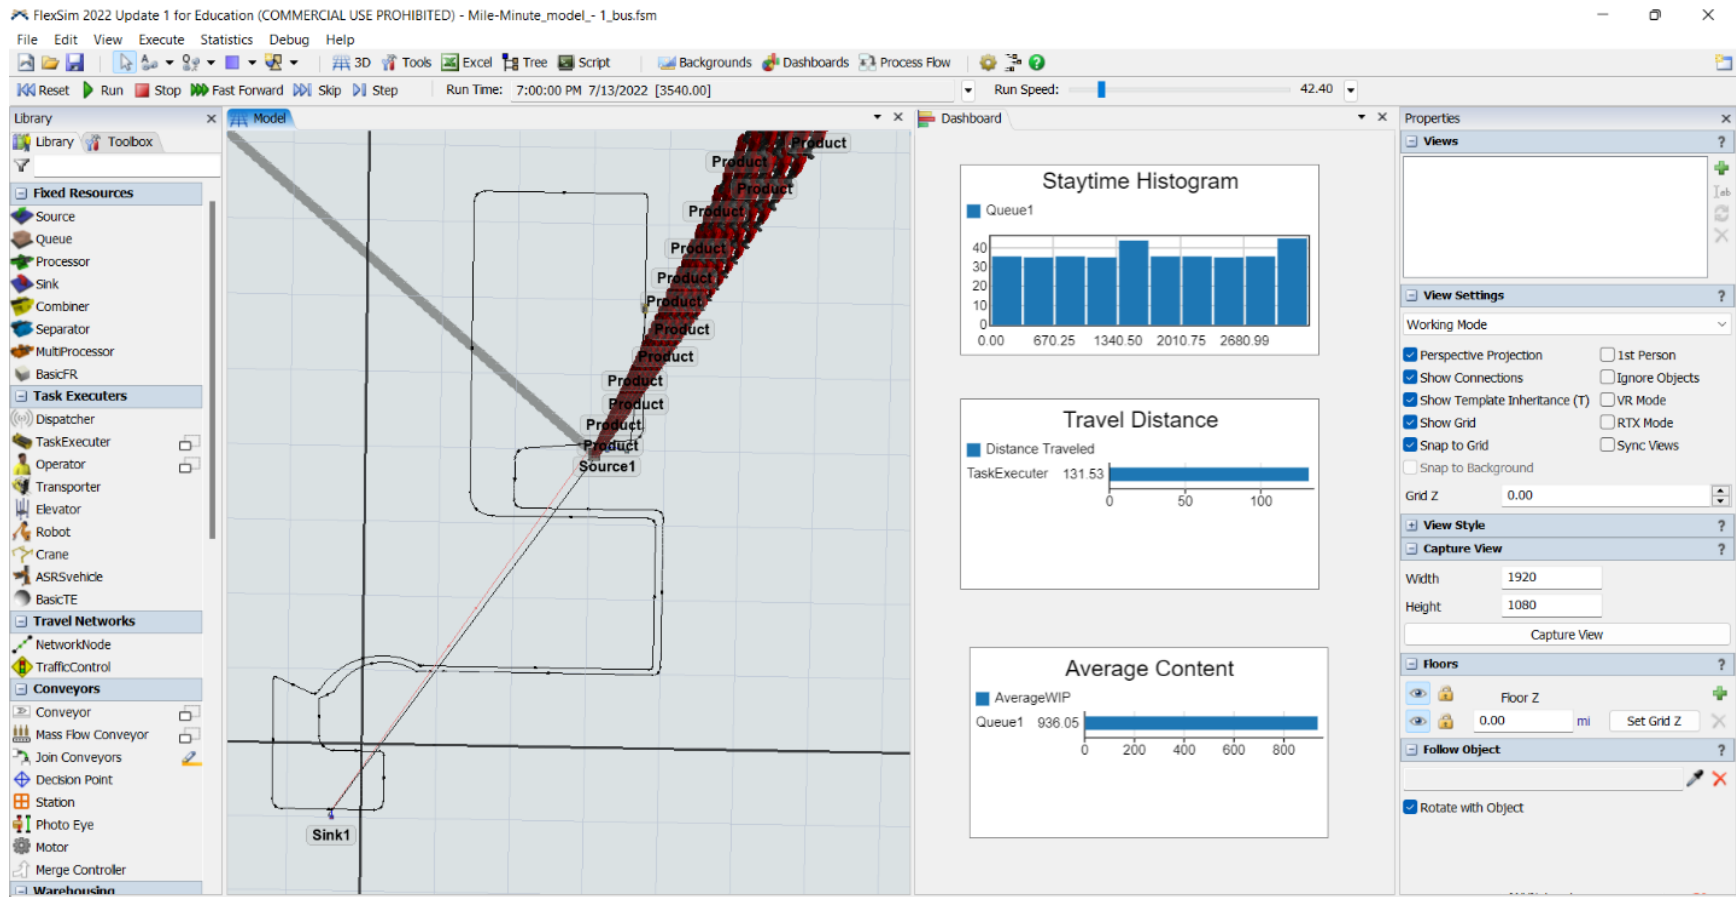 FlexSim 2022 Update 1 for Education (COMMERCIAL USE PROHIBITED) - Mile-Minute_model_- 1_bus.fsm
File Edit View Execute Statistics Debug Help
3D Tools Excel Tree Script Backgrounds Dashboards Process Flow
Reset Run Stop Fast Forward Skip Step Run Time: 7:00:00 PM 7/13/2022 [3540.00] Run Speed: 42.40
Library
Library Toolbox
Fixed Resources
Source
Queue
Processor
Sink
Combiner
Separator
MultiProcessor
BasicFR
Task Executers
Dispatcher
TaskExecuter
Operator
Transporter
Elevator
Robot
Crane
ASRSvehicle
BasicTE
Travel Networks
NetworkNode
TrafficControl
Conveyors
Conveyor
Mass Flow Conveyor
Join Conveyors
Decision Point
Station
Photo Eye
Motor
Merge Controller
Warehousing
Model
Product
Product
Product
Product
Product
Product
Product
Product
Product
Product
Product
Product
Product
Source1
Sink1
Dashboard
Staytime Histogram
Queue1
40
30
20
10
0
0.00 670.25 1340.50 2010.75 2680.99
Travel Distance
Distance Traveled
TaskExecuter 131.53
0 50 100
Average Content
AverageWIP
Queue1 936.05
0 200 400 600 800
Properties
Views
View Settings
Working Mode
Perspective Projection 1st Person
Show Connections Ignore Objects
Show Template Inheritance (T) VR Mode
Show Grid RTX Mode
Snap to Grid Sync Views
Snap to Background
Grid Z 0.00
View Style
Capture View
Width 1920
Height 1080
Capture View
Floors
Floor Z
0.00 mi Set Grid Z
Follow Object
Rotate with Object